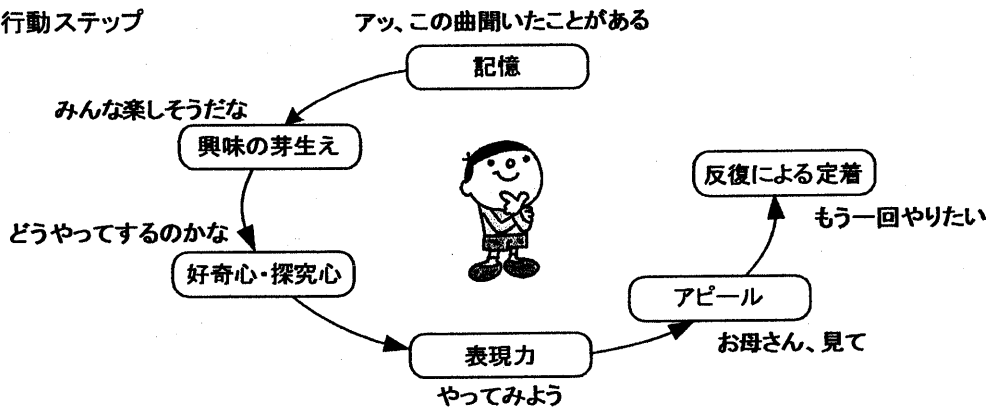 行動ステップ
アッ、この曲聞いたことがある
記憶
みんな楽しそうだな
興味の芽生え
どうやってするのかな
好奇心・探究心
表現力
やってみよう
アピール
お母さん、見て
反復による定着
もう一回やりたい